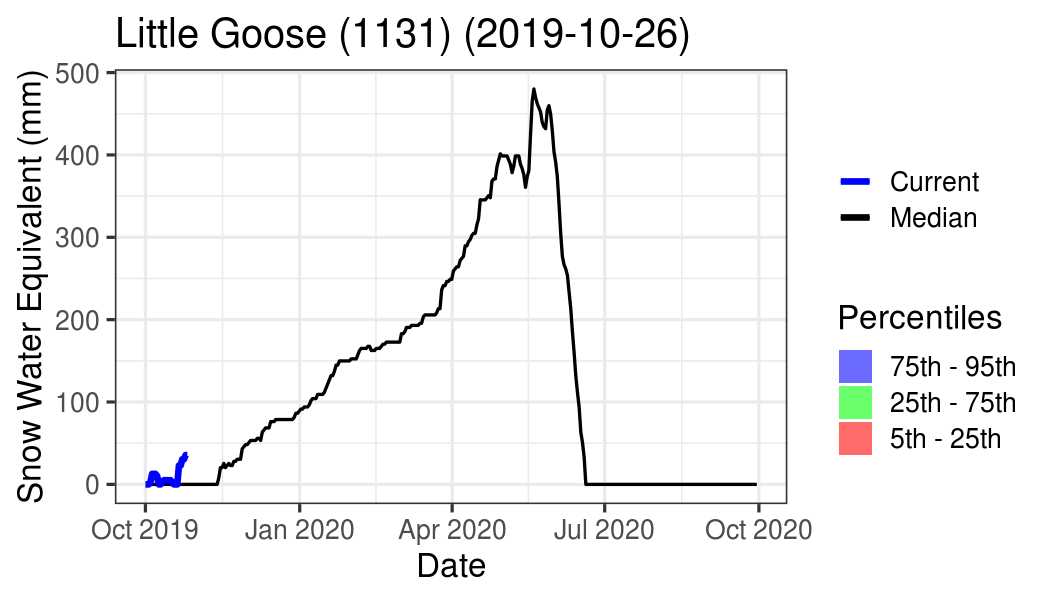 Little Goose (1131) (2019-10-26)
Snow Water Equivalent (mm)
500
400
300
200
100
0
Oct 2019
Jan 2020
Apr 2020
Jul 2020
Oct 2020
Date
Current
Median
Percentiles
75th - 95th
25th - 75th
5th - 25th